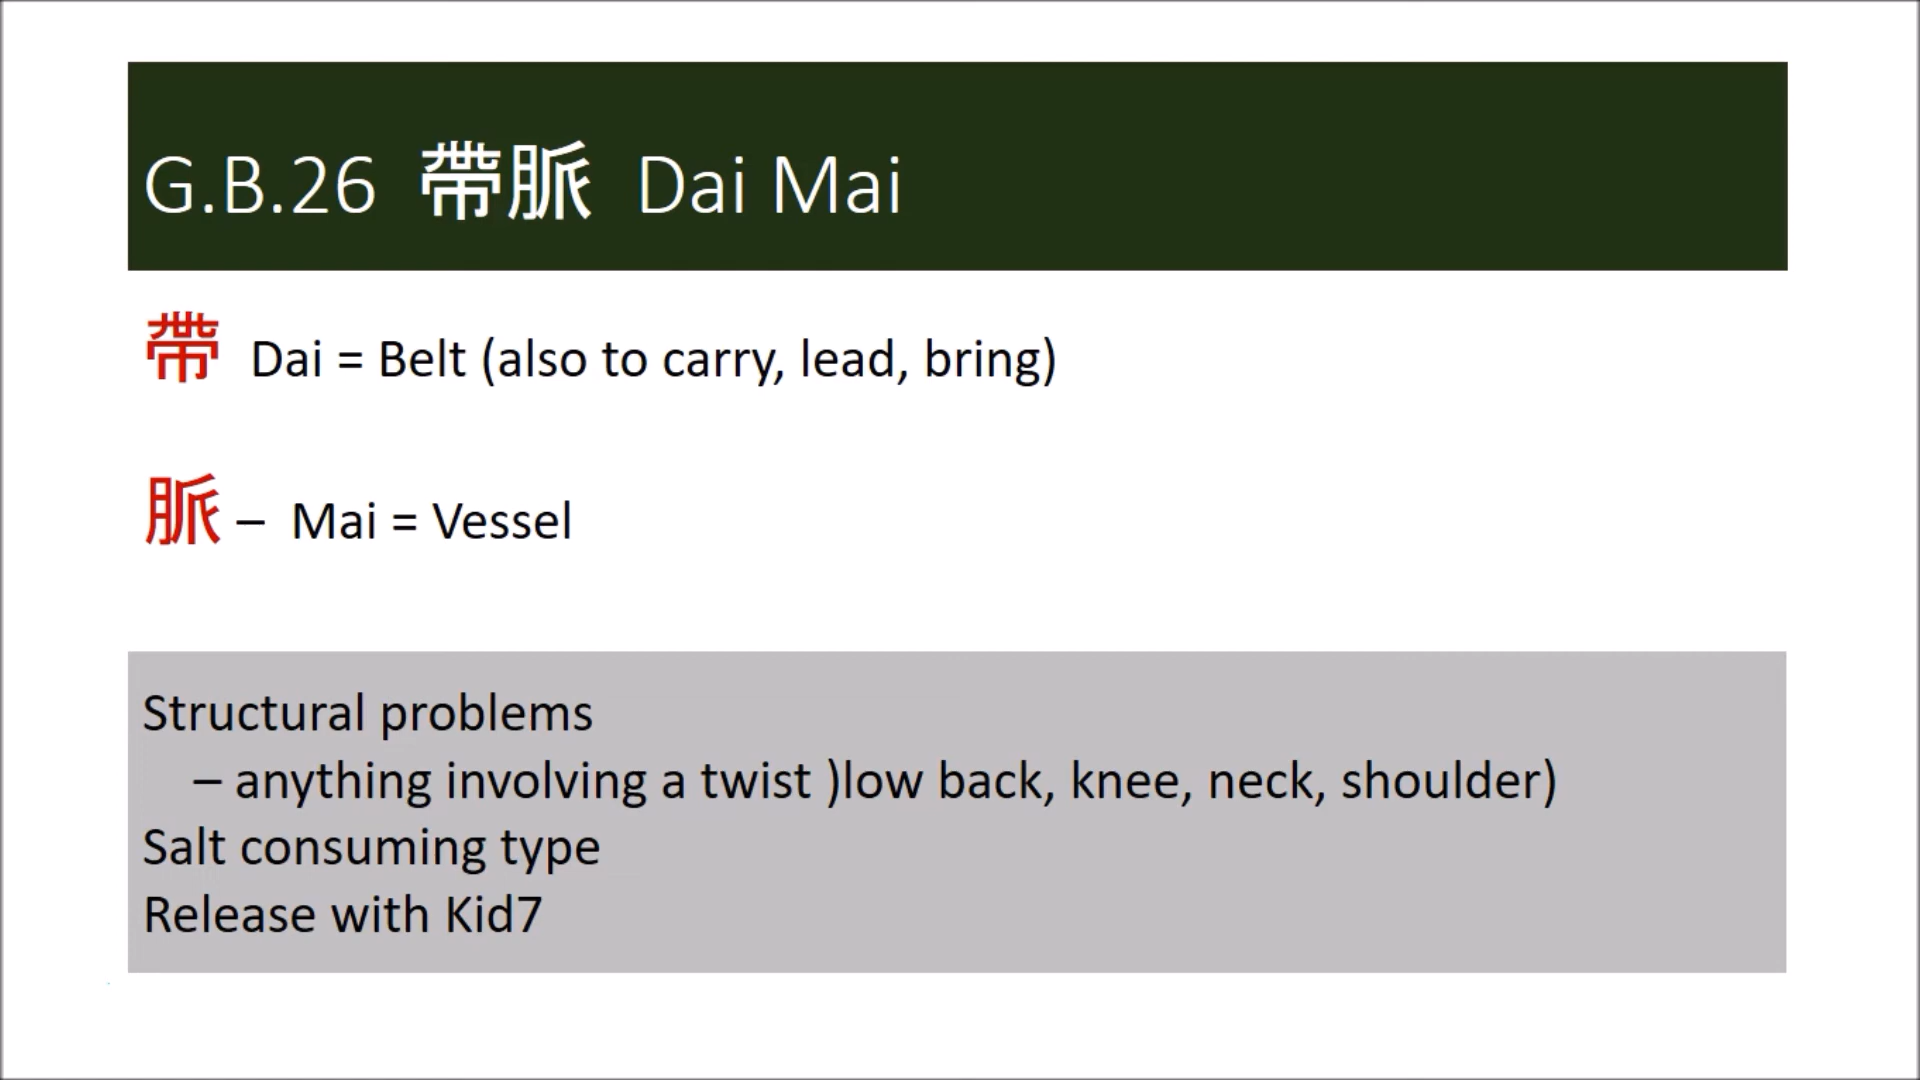 G.B.26 帶脈 Dai Mai
帶 Dai = Belt (also to carry, lead, bring)
脈 – Mai = Vessel
Structural problems
– anything involving a twist )low back, knee, neck, shoulder)
Salt consuming type
Release with Kid7